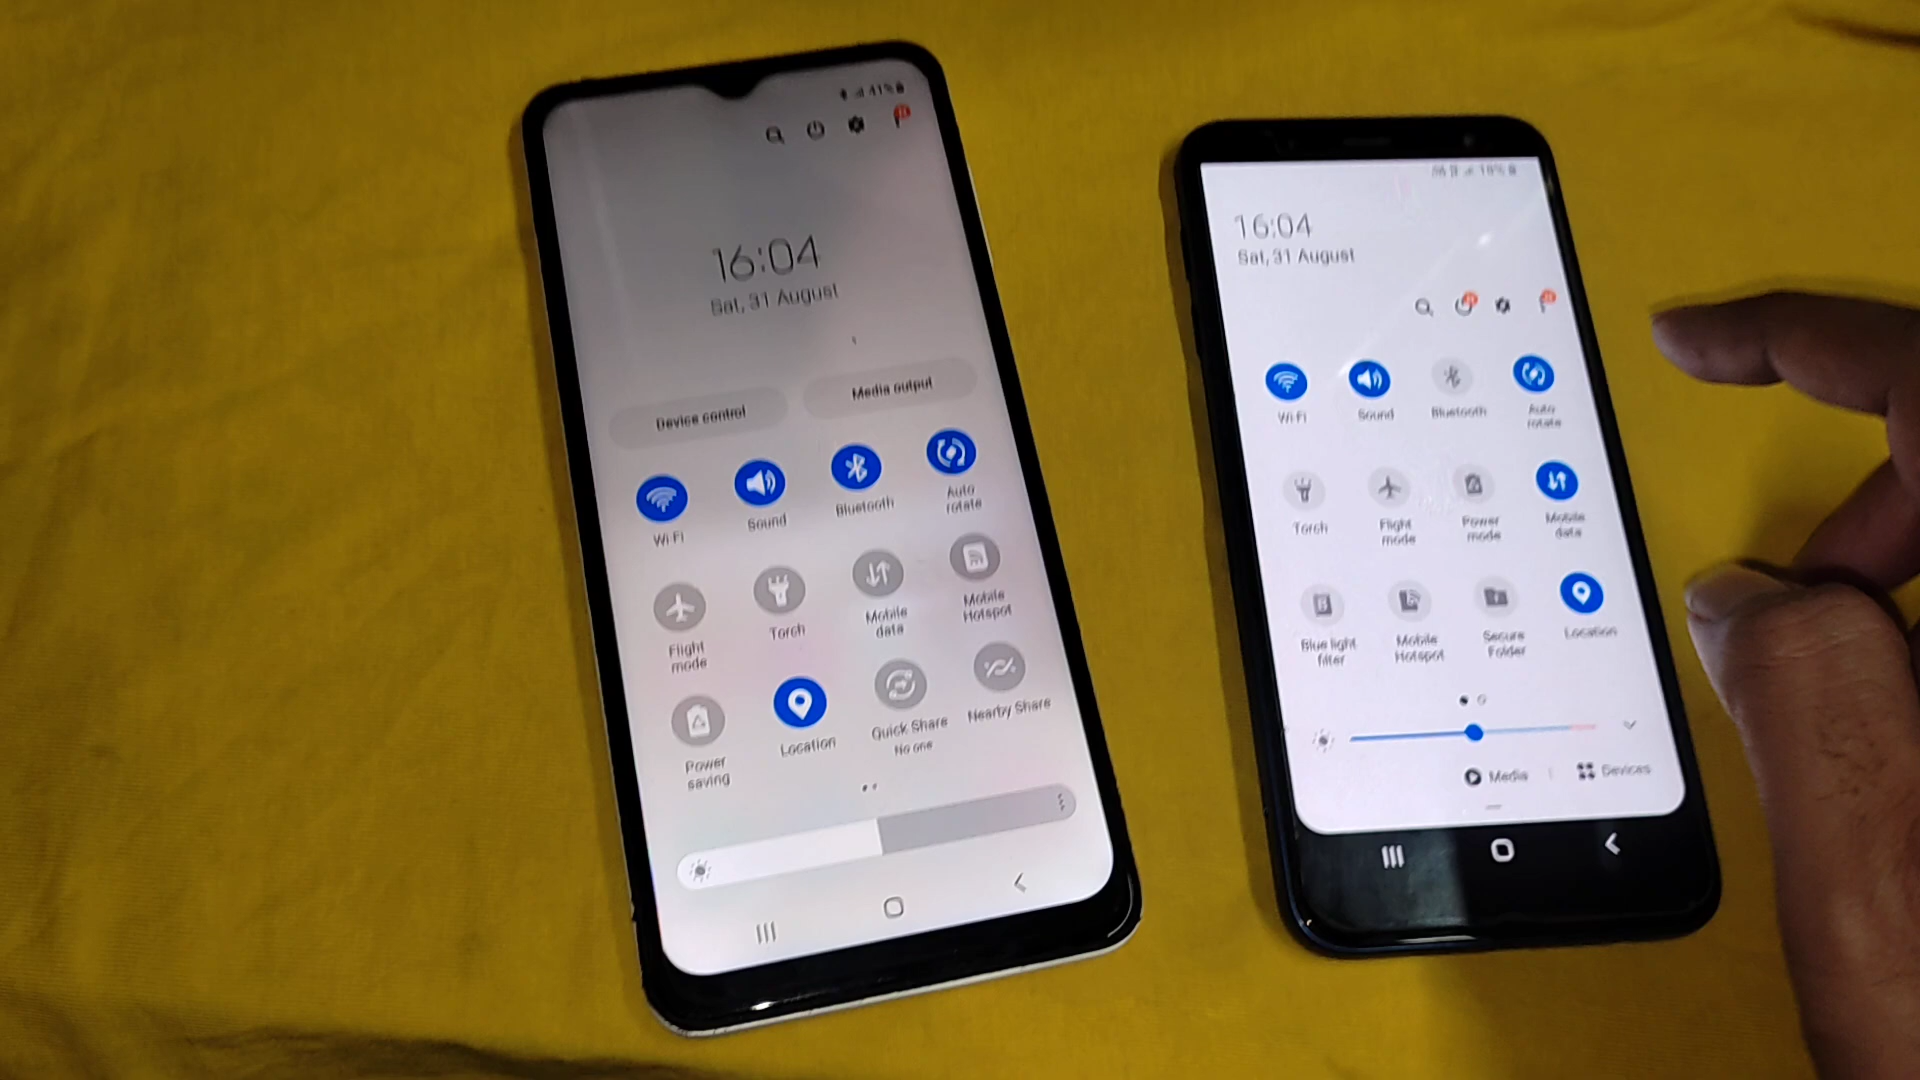 41%
16:04
Sat, 31 August
Device control
Media output
Wi-Fi
Sound
Bluetooth
Auto
rotate
Flight
mode
Torch
Mobile
data
Mobile
Hotspot
Power
saving
Location
Quick Share
No one
Nearby Share
16:04
Sat, 31 August
Wi-Fi
Sound
Bluetooth
Auto
rotate
Torch
Flight
mode
Power
mode
Mobile
data
Blue light
filter
Mobile
Hotspot
Secure
Folder
Location
Media
Devices